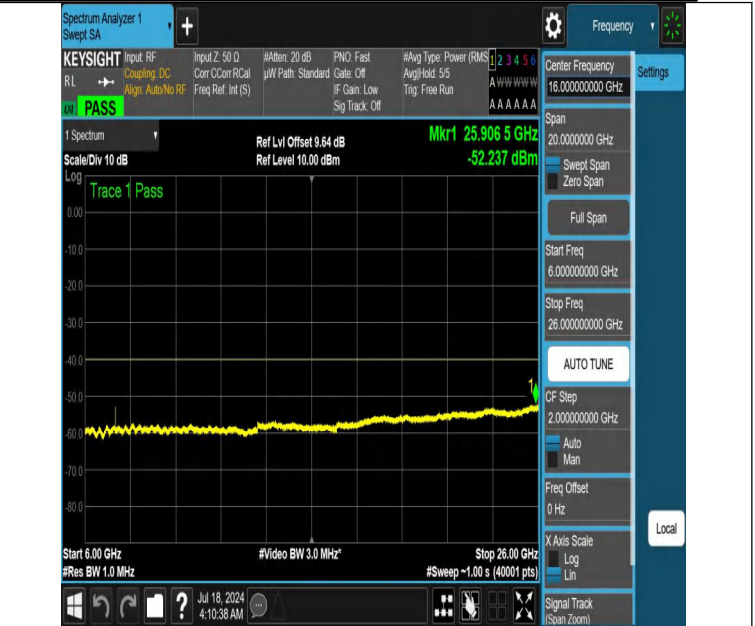 Spectrum Analyzer 1
Swept SA
+
Frequency
KEYSIGHT
RL
PASS
Input: RF
Coupling: DC
Align: Auto/No RF
Input Z: 50 Ω
Corr CCorr RCal
Freq Ref: Int (S)
#Atten: 20 dB
µW Path: Standard
PNO: Fast
Gate: Off
IF Gain: Low
Sig Track: Off
#Avg Type: Power (RMS
Avg|Hold: 5/5
Trig: Free Run
1 2 3 4 5 6
A W W W W W
A A A A A A
1 Spectrum
Scale/Div 10 dB
Ref Lvl Offset 9.64 dB
Ref Level 10.00 dBm
Mkr1 25.906 5 GHz
-52.237 dBm
Log
Trace 1 Pass
0.00
-10.0
-20.0
-30.0
-40.0
-50.0
-60.0
-70.0
-80.0
1
Start 6.00 GHz
#Res BW 1.0 MHz
#Video BW 3.0 MHz*
Stop 26.00 GHz
#Sweep ~1.00 s (40001 pts)
?
Jul 18, 2024
4:10:38 AM
Center Frequency
16.000000000 GHz
Settings
Span
20.0000000 GHz
Swept Span
Zero Span
Full Span
Start Freq
6.000000000 GHz
Stop Freq
26.000000000 GHz
AUTO TUNE
CF Step
2.000000000 GHz
Auto
Man
Freq Offset
0 Hz
X Axis Scale
Log
Lin
Local
Signal Track
(Span Zoom)